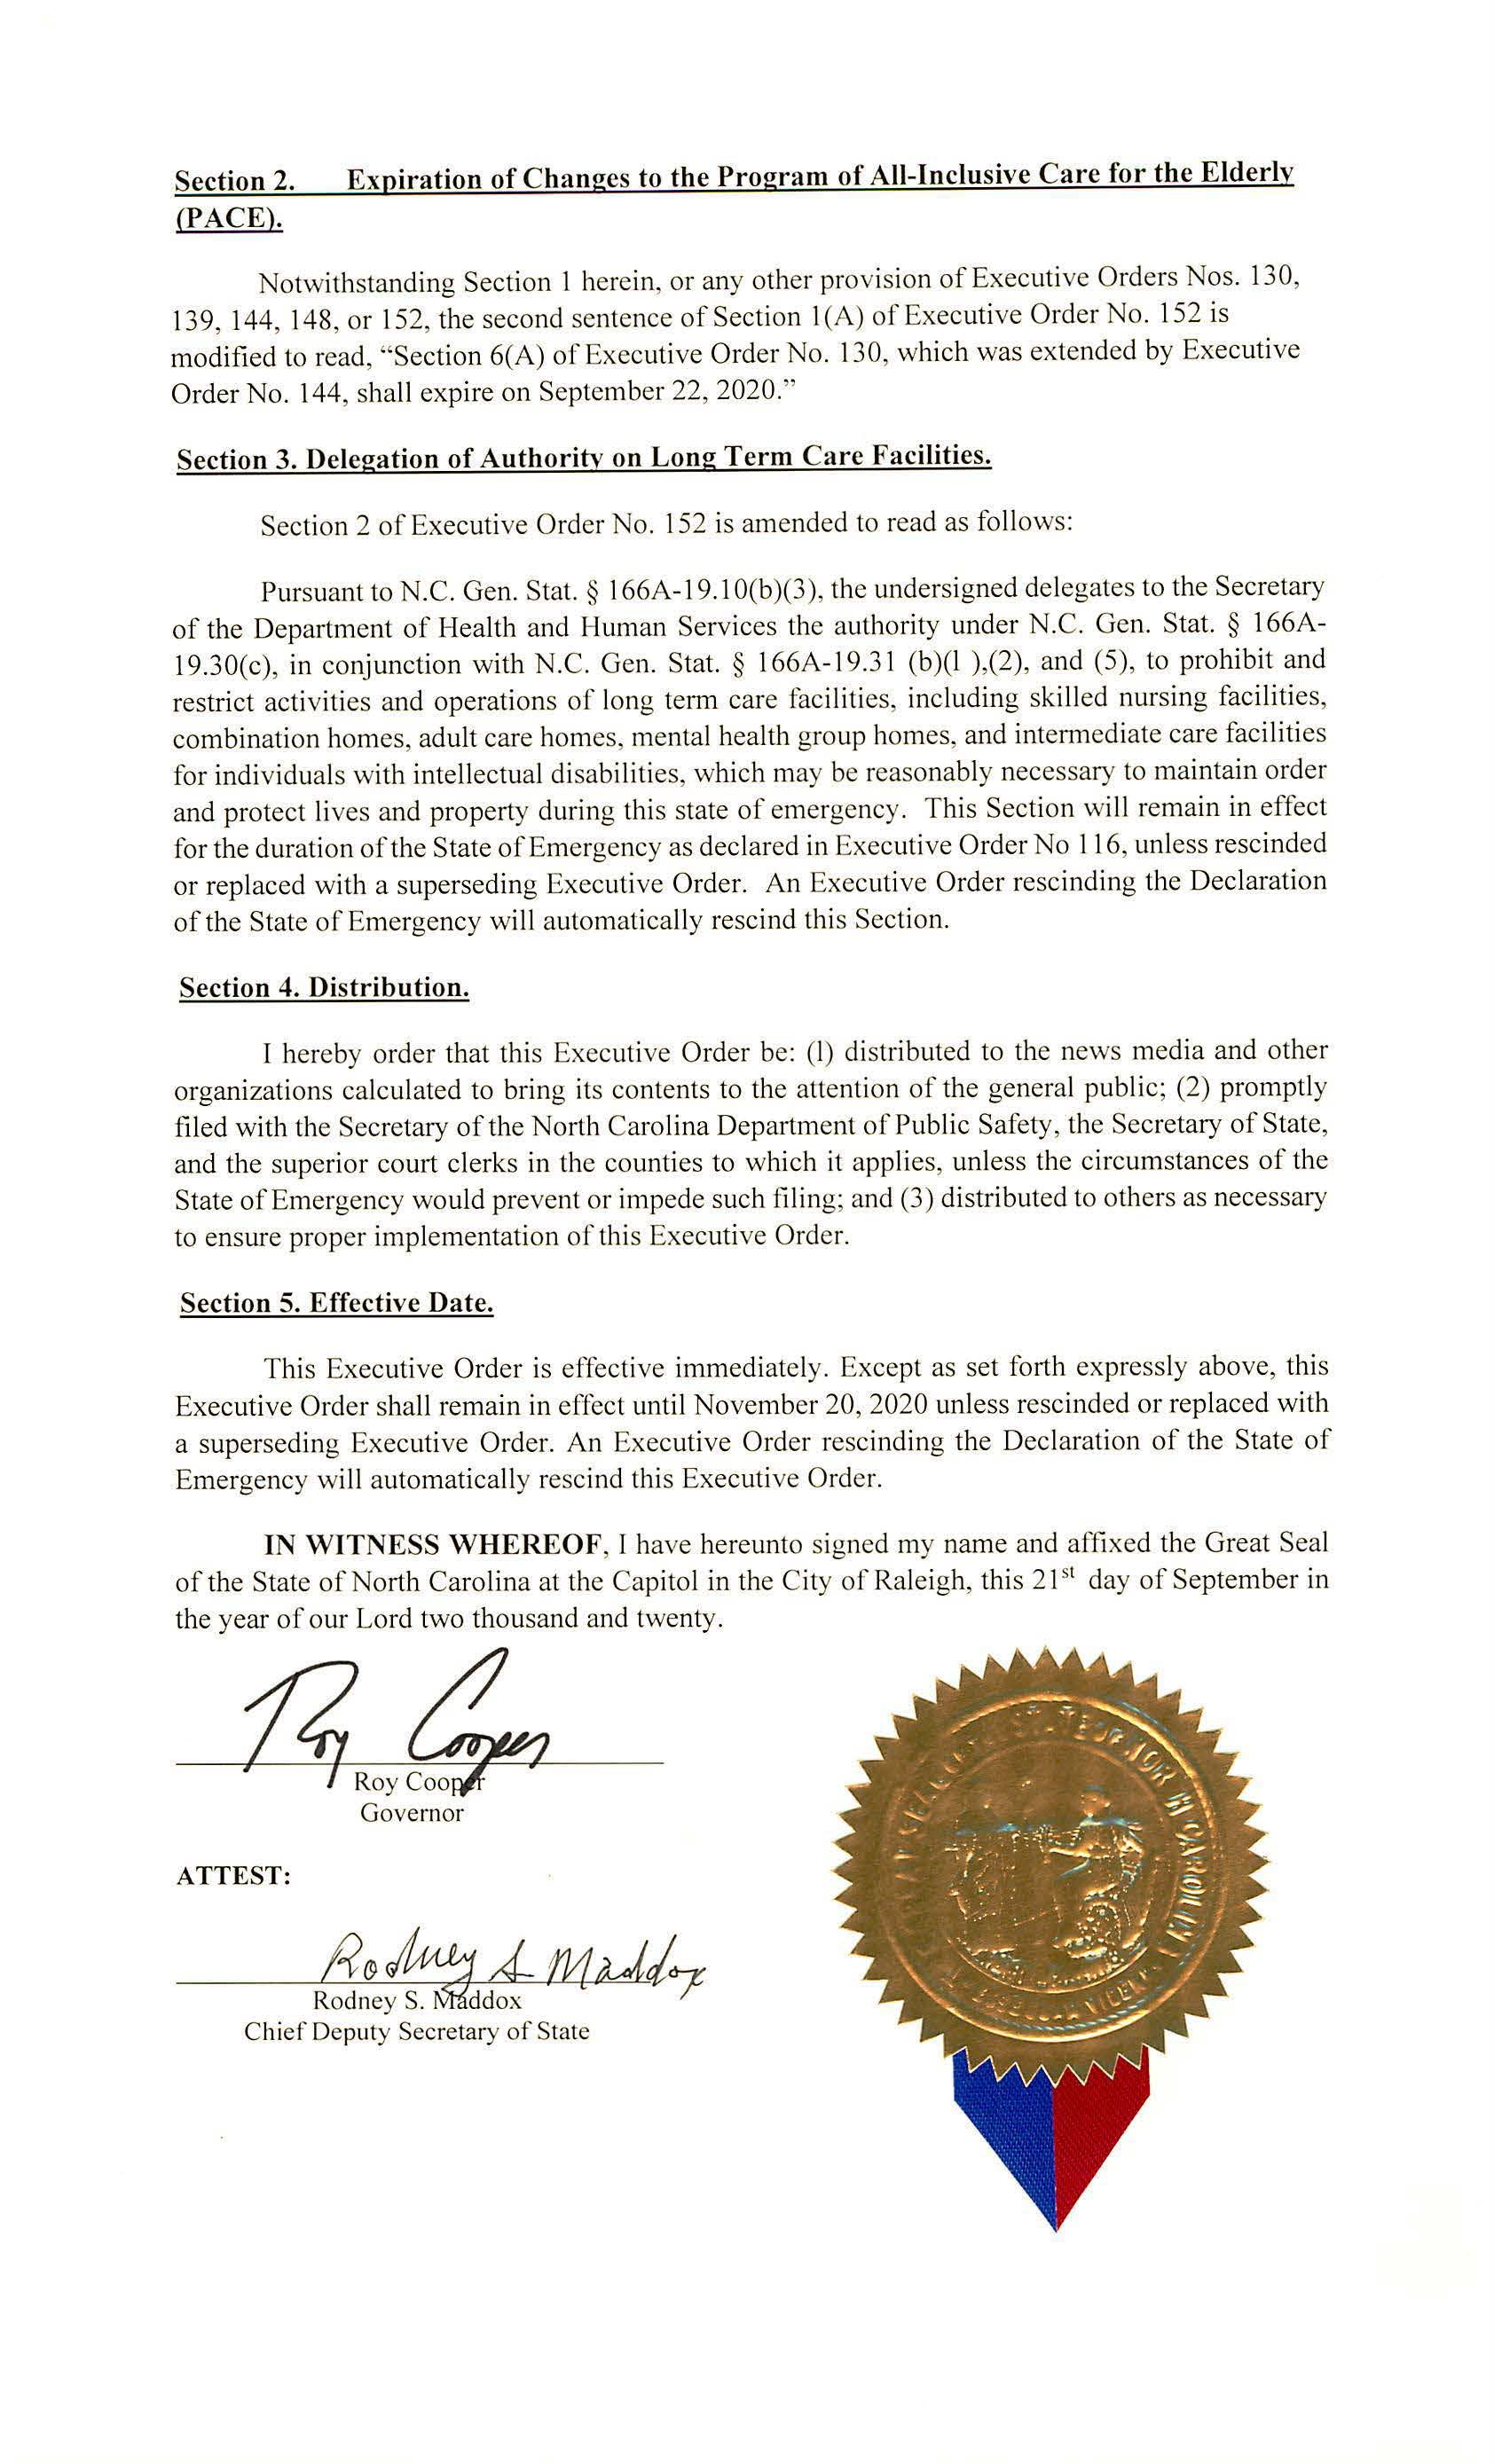 Section 2. Expiration of Changes to the Program of All-Inclusive Care for the Elderly
(PACE).
Notwithstanding Section 1 herein, or any other provision of Executive Orders Nos. 130,
139, 144, 148, or 152, the second sentence of Section 1(A) of Executive Order No. 152 is
modified to read, “Section 6(A) of Executive Order No. 130, which was extended by Executive
Order No. 144, shall expire on September 22, 2020.”
Section 3. Delegation of Authority on Long Term Care Facilities.
Section 2 of Executive Order No. 152 is amended to read as follows:
Pursuant to N.C. Gen. Stat. § 166A-19.10(b)(3), the undersigned delegates to the Secretary
of the Department of Health and Human Services the authority under N.C. Gen. Stat. § 166A-
19.30(c), in conjunction with N.C. Gen. Stat. § 166A-19.31 (b)(l ),(2), and (5), to prohibit and
restrict activities and operations of long term care facilities, including skilled nursing facilities,
combination homes, adult care homes, mental health group homes, and intermediate care facilities
for individuals with intellectual disabilities, which may be reasonably necessary to maintain order
and protect lives and property during this state of emergency. This Section will remain in effect
for the duration of the State of Emergency as declared in Executive Order No 116, unless rescinded
or replaced with a superseding Executive Order. An Executive Order rescinding the Declaration
of the State of Emergency will automatically rescind this Section.
Section 4. Distribution.
I hereby order that this Executive Order be: (l) distributed to the news media and other
organizations calculated to bring its contents to the attention of the general public; (2) promptly
filed with the Secretary of the North Carolina Department of Public Safety, the Secretary of State,
and the superior court clerks in the counties to which it applies, unless the circumstances of the
State of Emergency would prevent or impede such filing; and (3) distributed to others as necessary
to ensure proper implementation of this Executive Order.
Section 5. Effective Date.
This Executive Order is effective immediately. Except as set forth expressly above, this
Executive Order shall remain in effect until November 20, 2020 unless rescinded or replaced with
a superseding Executive Order. An Executive Order rescinding the Declaration of the State of
Emergency will automatically rescind this Executive Order.
IN WITNESS WHEREOF, I have hereunto signed my name and affixed the Great Seal
of the State of North Carolina at the Capitol in the City of Raleigh, this 21st day of September in
the year of our Lord two thousand and twenty.
Roy Cooper
Roy Cooper
Governor
ATTEST:
Rodney S Maddox
Rodney S. Maddox
Chief Deputy Secretary of State